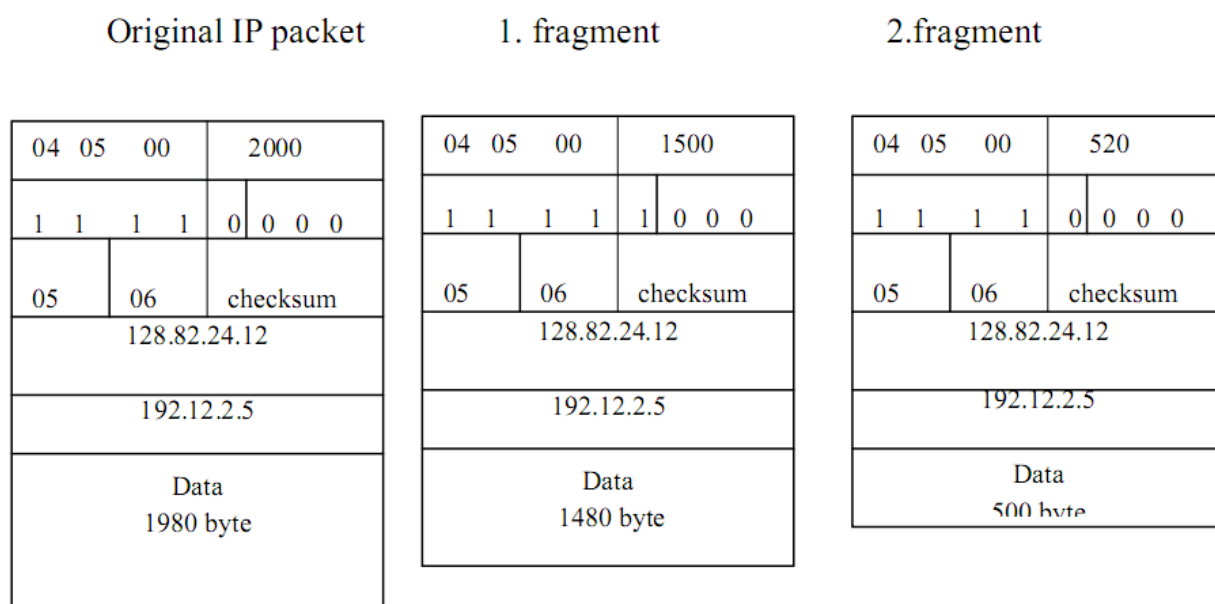 Original IP packet
1. fragment
2.fragment
04 05 00 2000
1 1 1 1 0 0 0 0
05 06 checksum
128.82.24.12
192.12.2.5
Data
1980 byte
04 05 00 1500
1 1 1 1 1 0 0 0
05 06 checksum
128.82.24.12
192.12.2.5
Data
1480 byte
04 05 00 520
1 1 1 1 0 0 0 0
05 06 checksum
128.82.24.12
192.12.2.5
Data
500 byte